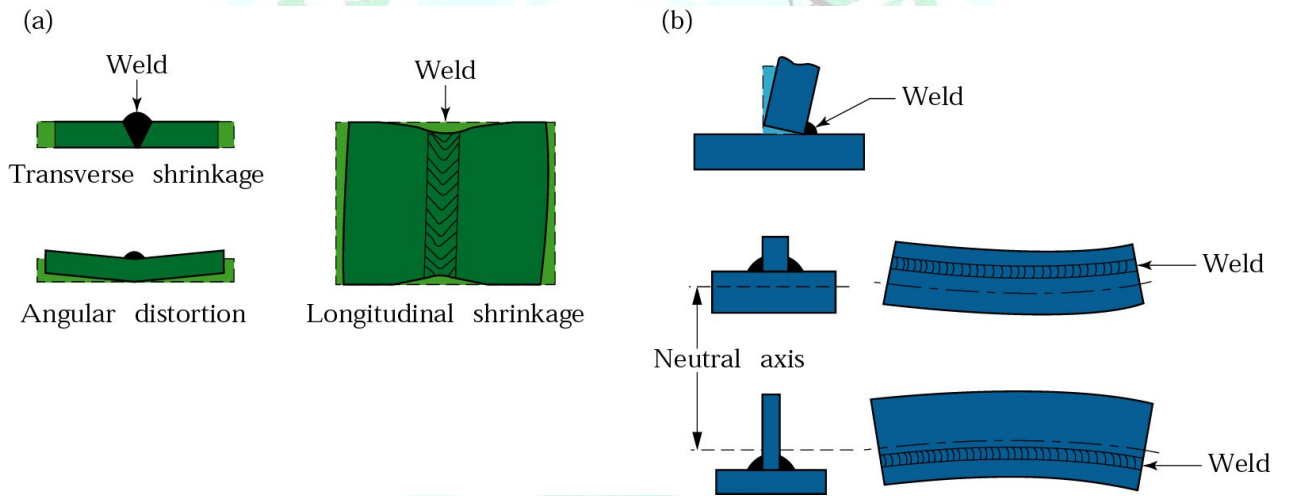 (a)
Weld
Transverse shrinkage
Angular distortion
Weld
Longitudinal shrinkage
(b)
Weld
Weld
Neutral axis
Weld